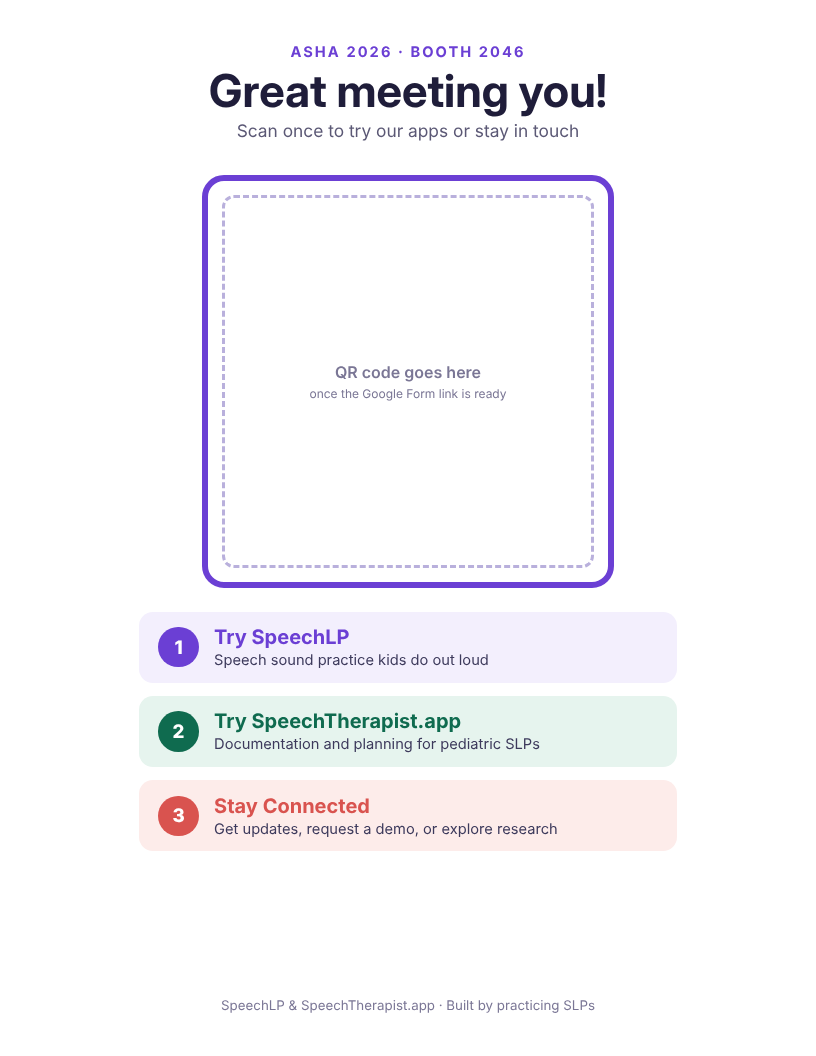 ASHA 2026 · BOOTH 2046
Great meeting you!
Scan once to try our apps or stay in touch
QR code goes here
once the Google Form link is ready
1
Try SpeechLP
Speech sound practice kids do out loud
2
Try SpeechTherapist.app
Documentation and planning for pediatric SLPs
3
Stay Connected
Get updates, request a demo, or explore research
SpeechLP & SpeechTherapist.app · Built by practicing SLPs